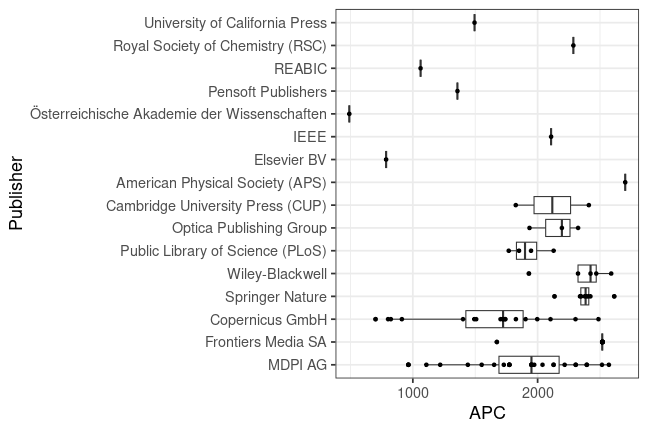 University of California Press
Royal Society of Chemistry (RSC)
REABIC
Pensoft Publishers
Österreichische Akademie der Wissenschaften
IEEE
Elsevier BV
American Physical Society (APS)
Cambridge University Press (CUP)
Optica Publishing Group
Public Library of Science (PLoS)
Wiley-Blackwell
Springer Nature
Copernicus GmbH
Frontiers Media SA
MDPI AG
Publisher
1000 2000
APC